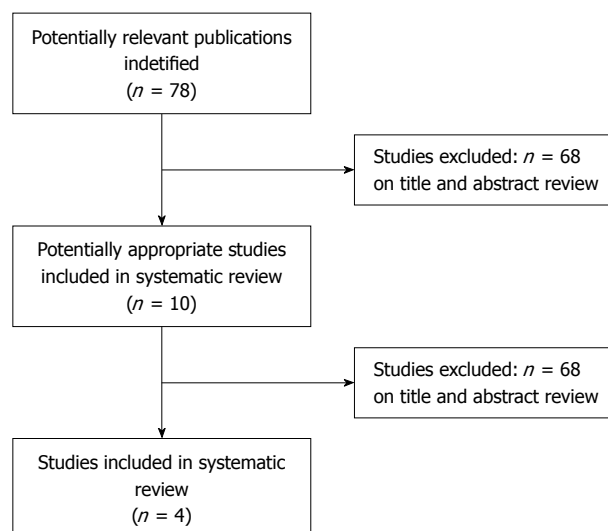 Potentially relevant publications
indetified
(n = 78)
Studies excluded: n = 68
on title and abstract review
Potentially appropriate studies
included in systematic review
(n = 10)
Studies excluded: n = 68
on title and abstract review
Studies included in systematic
review
(n = 4)